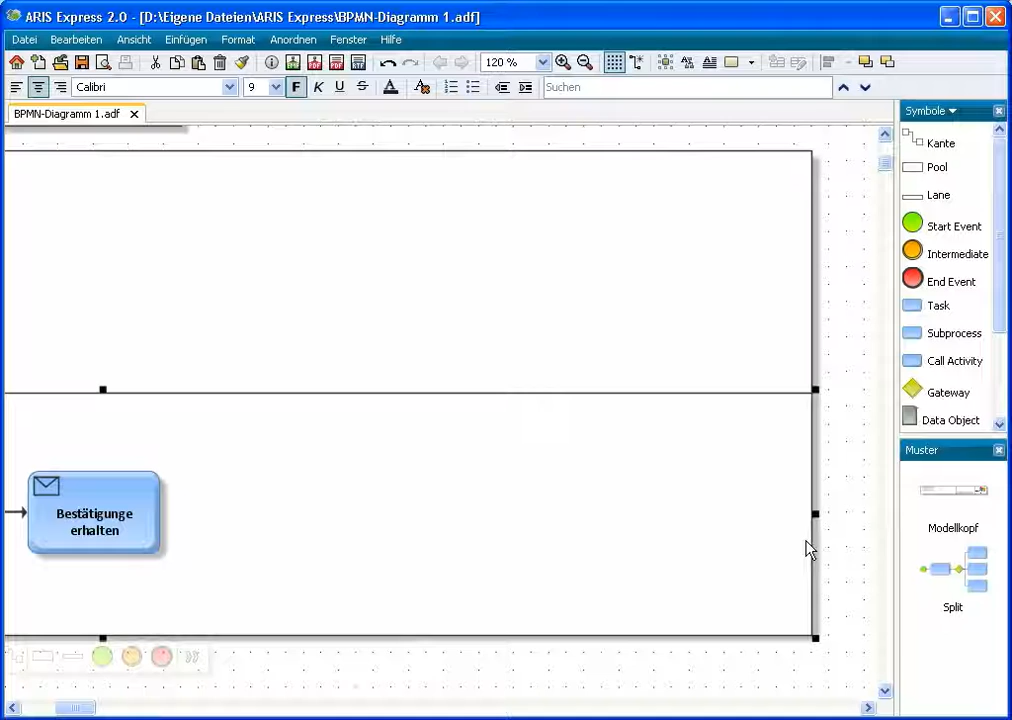 ARIS Express 2.0 - [D:\Eigene Dateien\ARIS Express\BPMN-Diagramm 1.adf]
Datei Bearbeiten Ansicht Einfügen Format Anordnen Fenster Hilfe
120 %
Calibri 9 F K U S A Suchen
BPMN-Diagramm 1.adf
Symbole
Kante
Pool
Lane
Start Event
Intermediate
End Event
Task
Subprocess
Call Activity
Gateway
Data Object
Muster
Modellkopf
Split
Bestätigunge
erhalten